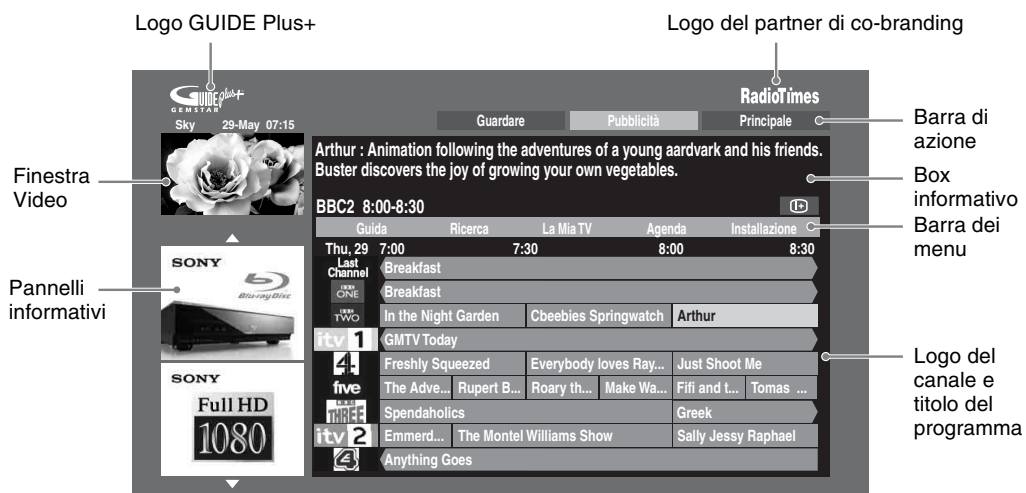 Logo GUIDE Plus+
Logo del partner di co-branding
GUIDE plus+
GEMSTAR
RadioTimes
Sky 29-May 07:15
Guardare Pubblicità Principale
Barra di
azione
Finestra
Video
Arthur : Animation following the adventures of a young aardvark and his friends.
Buster discovers the joy of growing your own vegetables.
BBC2 8:00-8:30
i+
Box
informativo
Guida Ricerca La Mia TV Agenda Installazione
Barra dei
menu
Thu, 29 7:00 7:30 8:00 8:30
Last
Channel
Breakfast
BBC
ONE
Breakfast
BBC
TWO
In the Night Garden Cbeebies Springwatch Arthur
itv 1 GMTV Today
4 Freshly Squeezed Everybody loves Ray... Just Shoot Me
five The Adve... Rupert B... Roary th... Make Wa... Fifi and t... Tomas ...
BBC
THREE
Spendaholics Greek
itv 2 Emmerd... The Montel Williams Show Sally Jessy Raphael
4 Anything Goes
Pannelli
informativi
SONY
Blu-ray Disc
SONY
Full HD
1080
Logo del
canale e
titolo del
programma